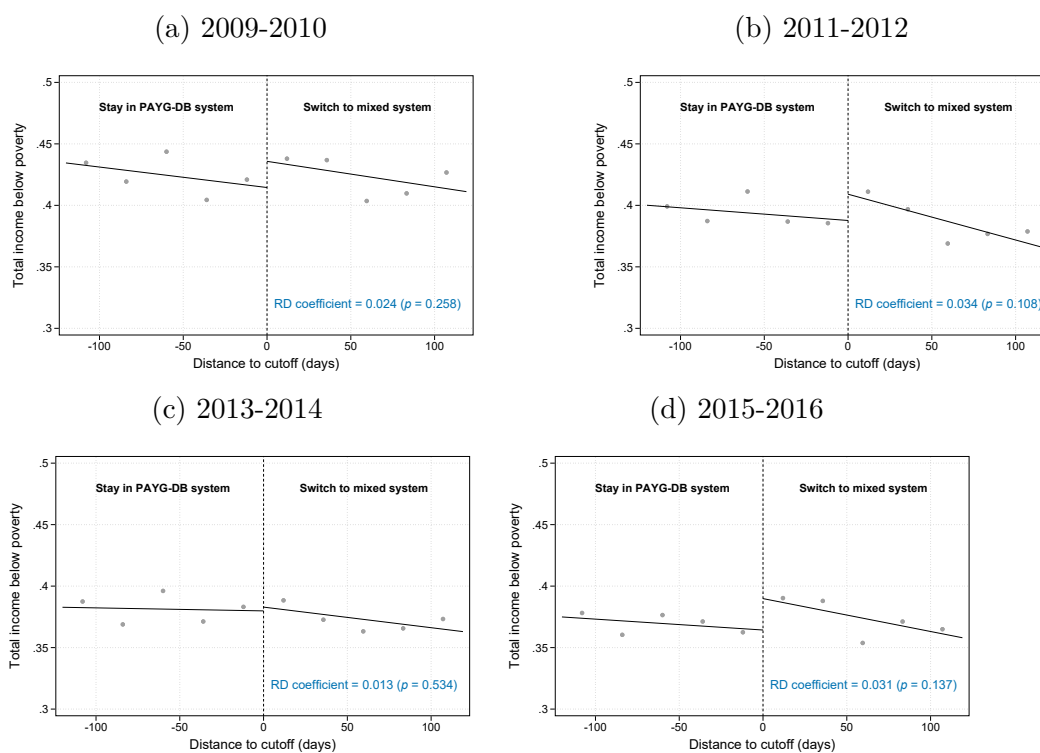 (a) 2009-2010
.5
.45
.4
.35
.3
Total income below poverty
Stay in PAYG-DB system
Switch to mixed system
RD coefficient = 0.024 (p = 0.258)
-100 -50 0 50 100
Distance to cutoff (days)
(b) 2011-2012
.5
.45
.4
.35
.3
Total income below poverty
Stay in PAYG-DB system
Switch to mixed system
RD coefficient = 0.034 (p = 0.108)
-100 -50 0 50 100
Distance to cutoff (days)
(c) 2013-2014
.5
.45
.4
.35
.3
Total income below poverty
Stay in PAYG-DB system
Switch to mixed system
RD coefficient = 0.013 (p = 0.534)
-100 -50 0 50 100
Distance to cutoff (days)
(d) 2015-2016
.5
.45
.4
.35
.3
Total income below poverty
Stay in PAYG-DB system
Switch to mixed system
RD coefficient = 0.031 (p = 0.137)
-100 -50 0 50 100
Distance to cutoff (days)